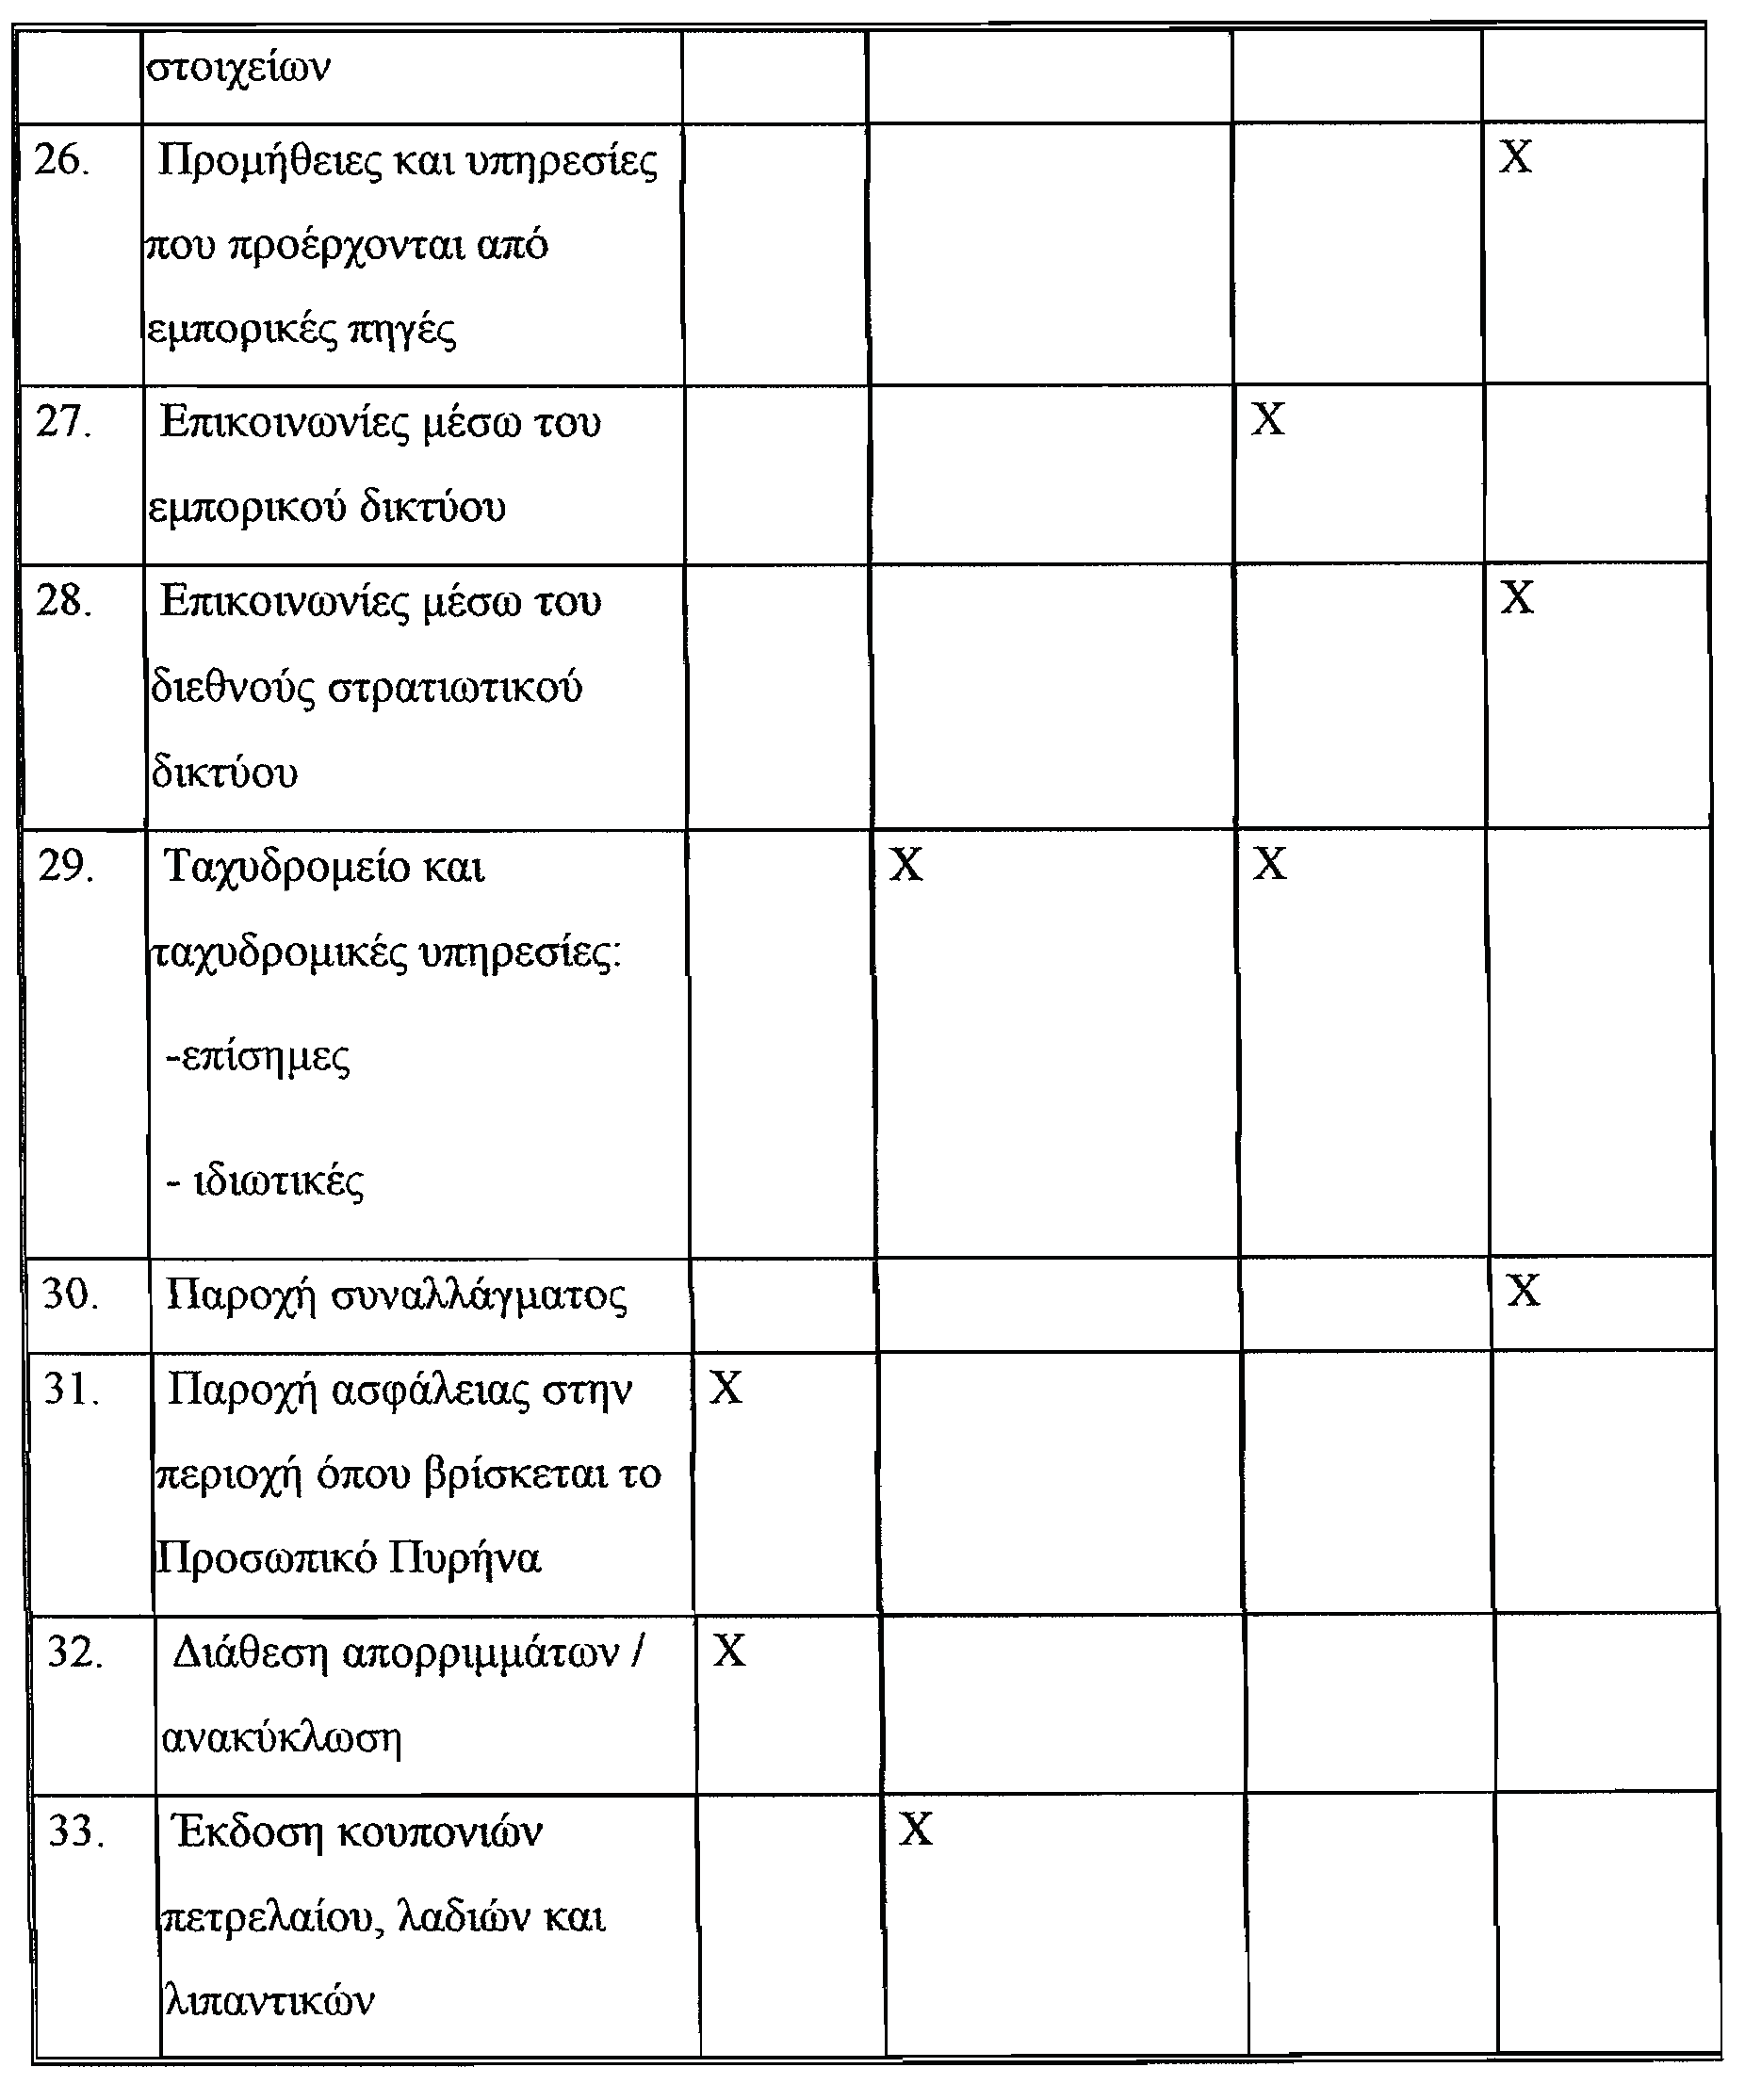 στοιχείων
26. Προμήθειες και υπηρεσίες X
που προέρχονται από
εμπορικές πηγές
27. Επικοινωνίες μέσω του X
εμπορικού δικτύου
28. Επικοινωνίες μέσω του X
διεθνούς στρατιωτικού
δικτύου
29. Ταχυδρομείο και X X
ταχυδρομικές υπηρεσίες:
-επίσημες
- ιδιωτικές
30. Παροχή συναλλάγματος X
31. Παροχή ασφάλειας στην X
περιοχή όπου βρίσκεται το
Προσωπικό Πυρήνα
32. Διάθεση απορριμμάτων / X
ανακύκλωση
33. Έκδοση κουπονιών X
πετρελαίου, λαδιών και
λιπαντικών